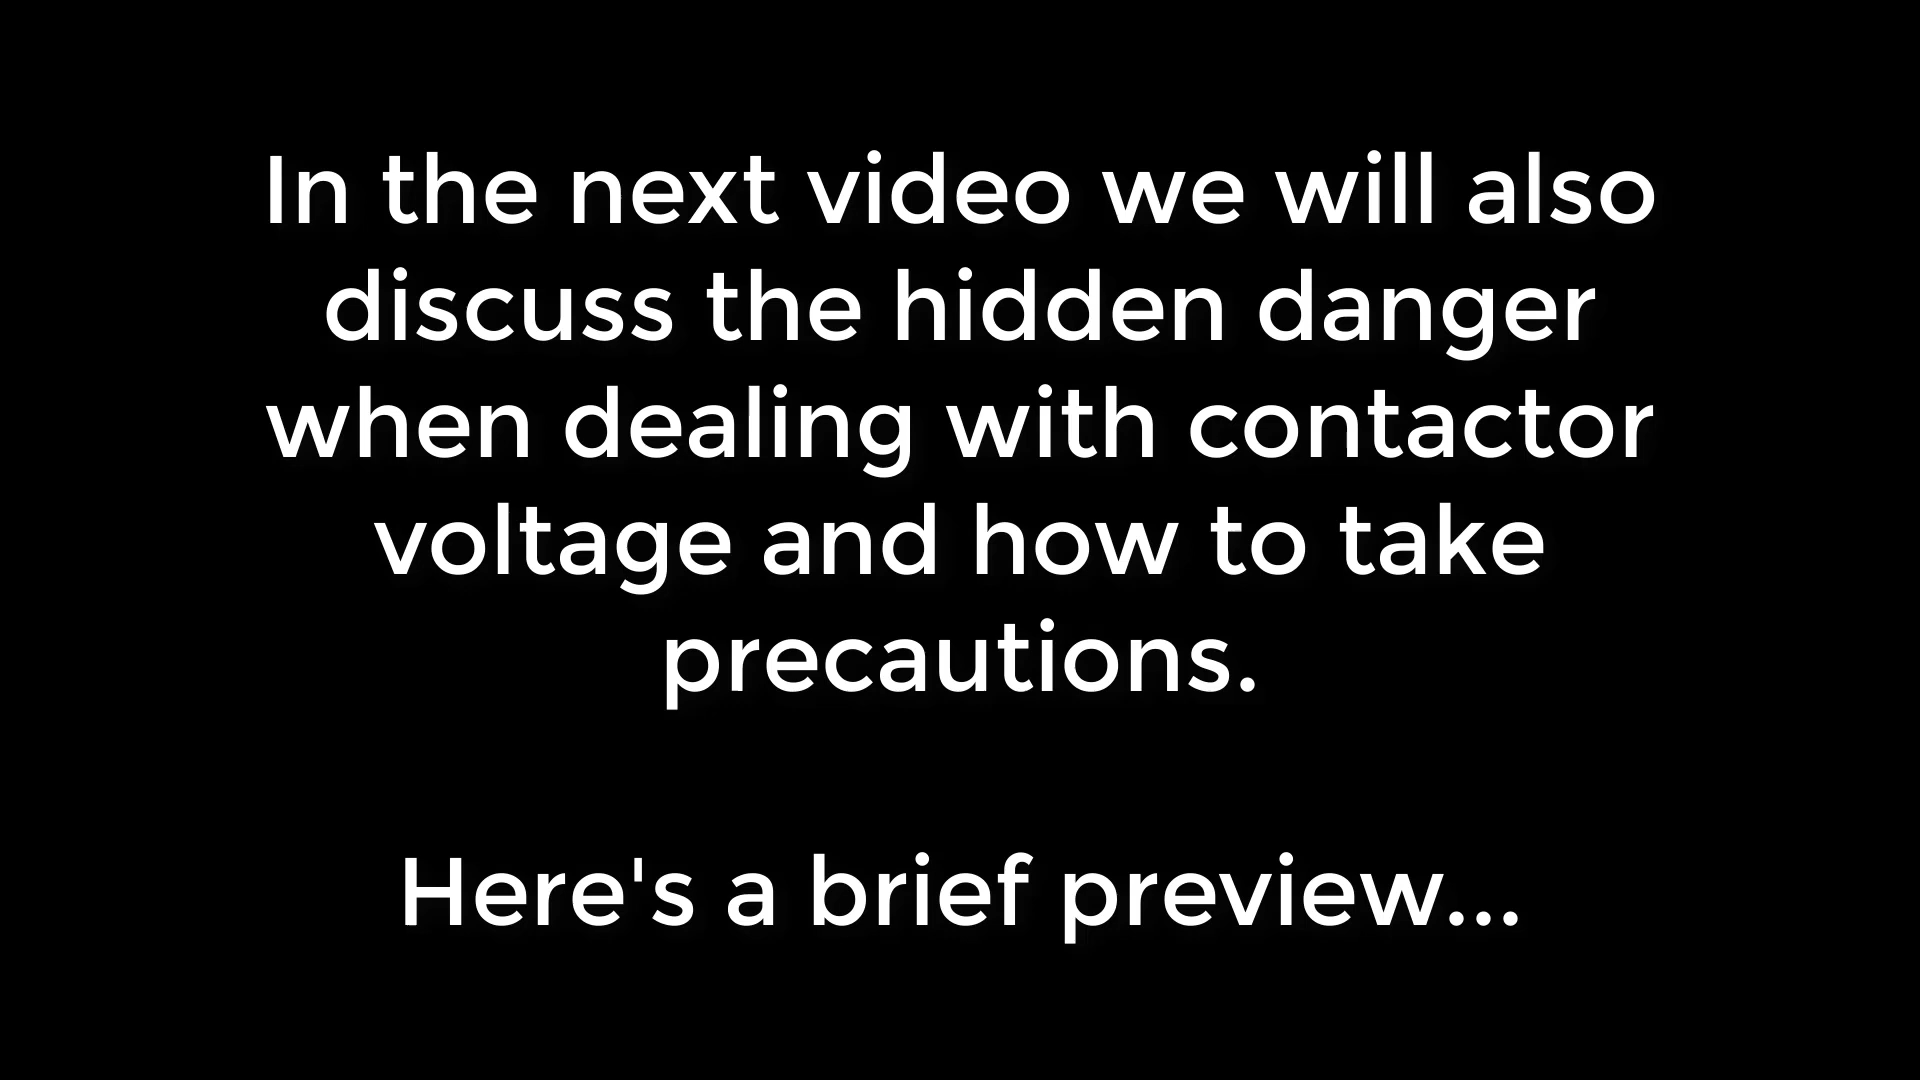 In the next video we will also
discuss the hidden danger
when dealing with contactor
voltage and how to take
precautions.
Here's a brief preview...